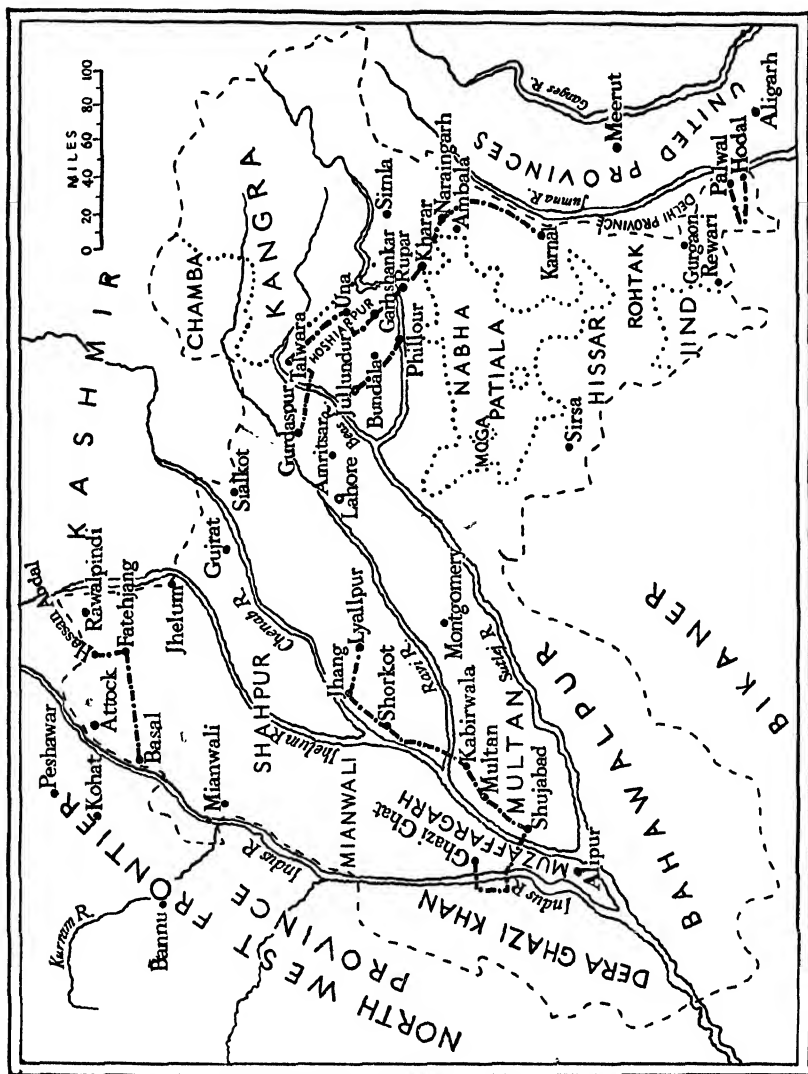 MILES
0 20 40 60 80 100
KASHMIR
CHAMBA
KANGRA
Peshawar
Kohat
Attock
Hassan Abdal
Rawalpindi
Fatehjang
Basal
Jhelum
Gujrat
Sialkot
Kurram R.
Bannu
NORTH WEST FRONTIER
PROVINCE
Mianwali
Indus R
SHAHPUR
Chenab R.
Jhelum R
MIANWALI
Jhang
Lyallpur
Shorkot
Gurdaspur
Talwara
Una
HOSHIARPUR
Garhshankar
Rupar
Kharar
Naraingarh
Ambala
Simla
Amritsar
Lahore
Beas
Jullundur
Bundala
Phillour
Ravi R.
Montgomery
Sutlej R.
Kabirwala
Multan
MULTAN
Shujabad
Ghazi Ghat
MUZAFFARGARH
Indus R.
Alipur
DERA GHAZI KHAN
BAHAWALPUR
BIKANER
NABHA
PATIALA
MOGA
Sirsa
HISSAR
ROHTAK
JIND
Karnal
DELHI PROVINCE
Jumna R.
Gurgaon
Rewari
Palwal
Hodal
Ganges R.
Meerut
UNITED PROVINCES
Aligarh